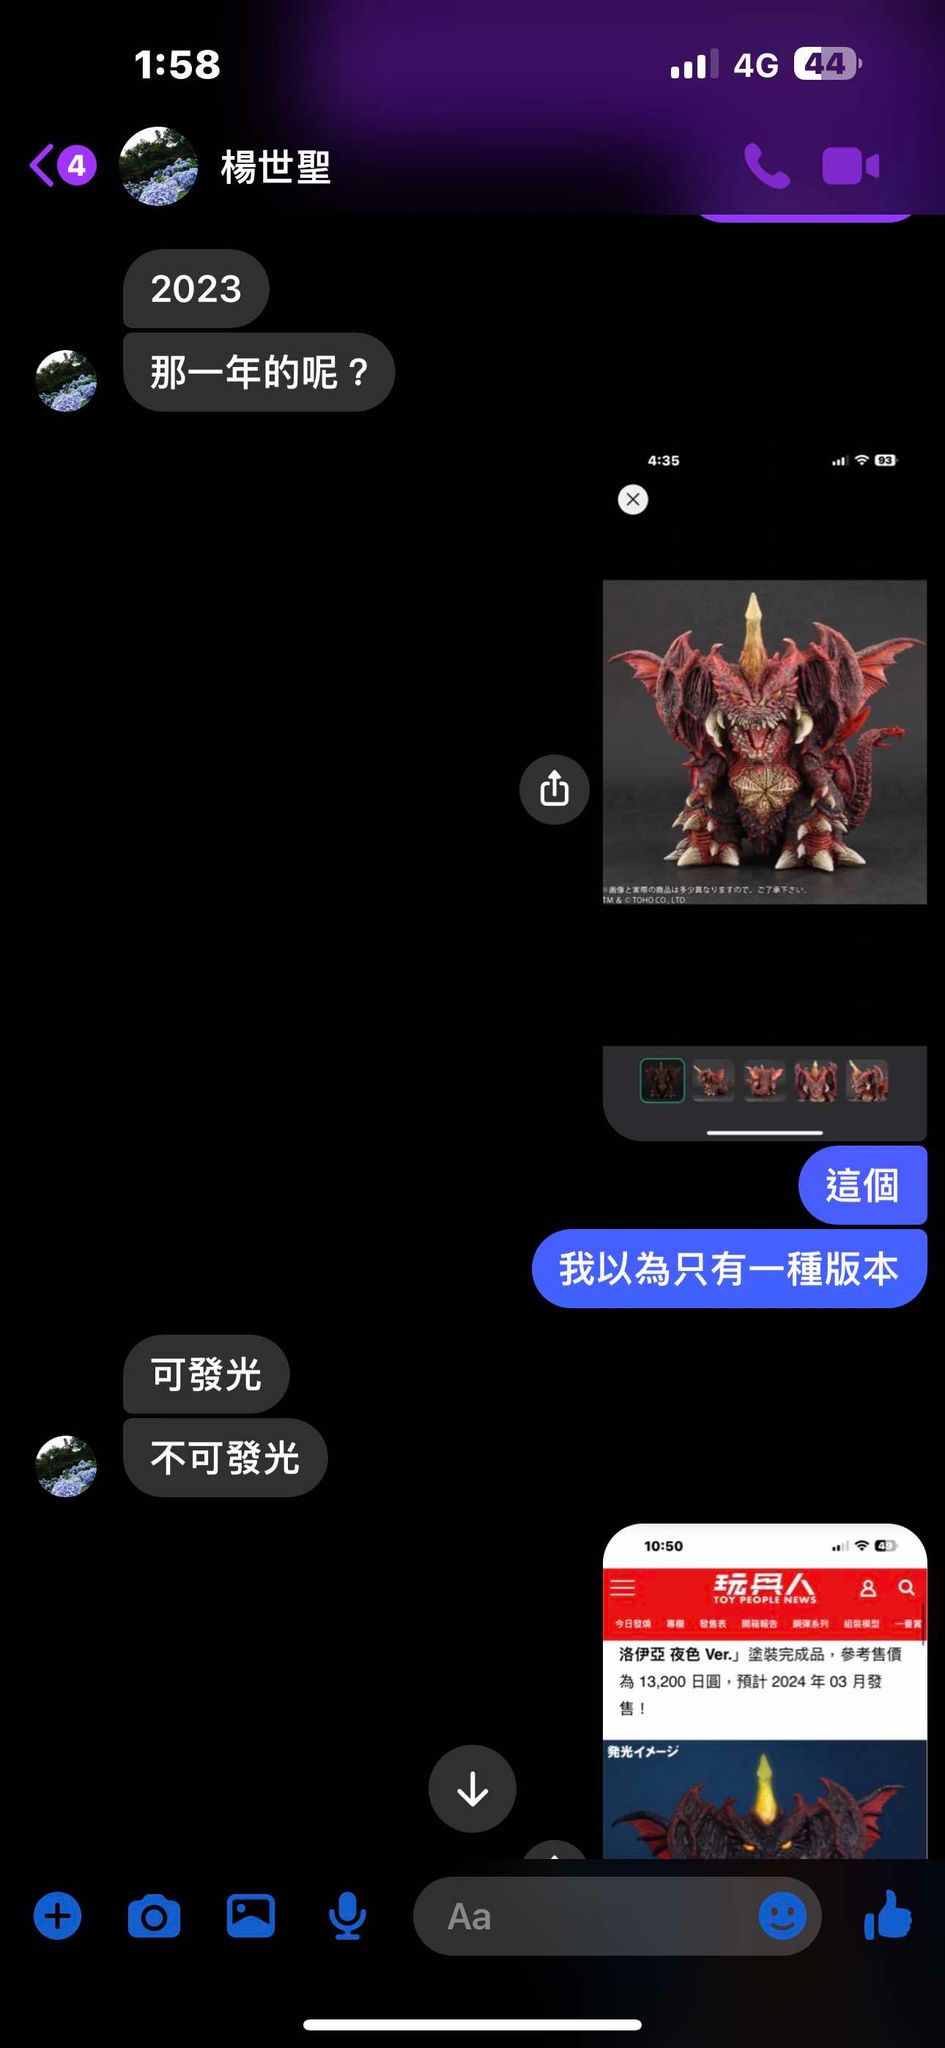 1:58
4G
44
4
楊世聖
2023
那一年的呢？
4:35
93
※画像と実際の商品は多少異なりますので、ご了承下さい。
TM & © TOHO CO., LTD.
這個
我以為只有一種版本
可發光
不可發光
10:50
49
玩具人
TOY PEOPLE NEWS
今日發燒 專欄 發售表 開箱報告 鋼彈系列 組裝模型 一番賞
洛伊亞 夜色 Ver.」塗裝完成品，參考售價
為 13,200 日圓，預計 2024 年 03 月發
售！
発光イメージ
Aa